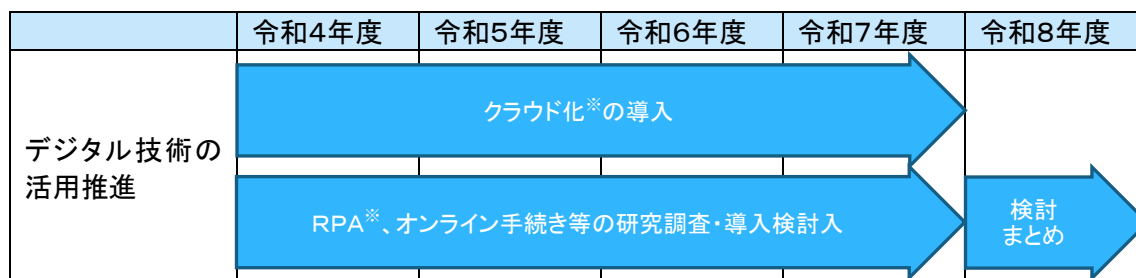 令和4年度 令和5年度 令和6年度 令和7年度 令和8年度
クラウド化※の導入
デジタル技術の
活用推進
RPA※、オンライン手続き等の研究調査・導入検討入
検討
まとめ